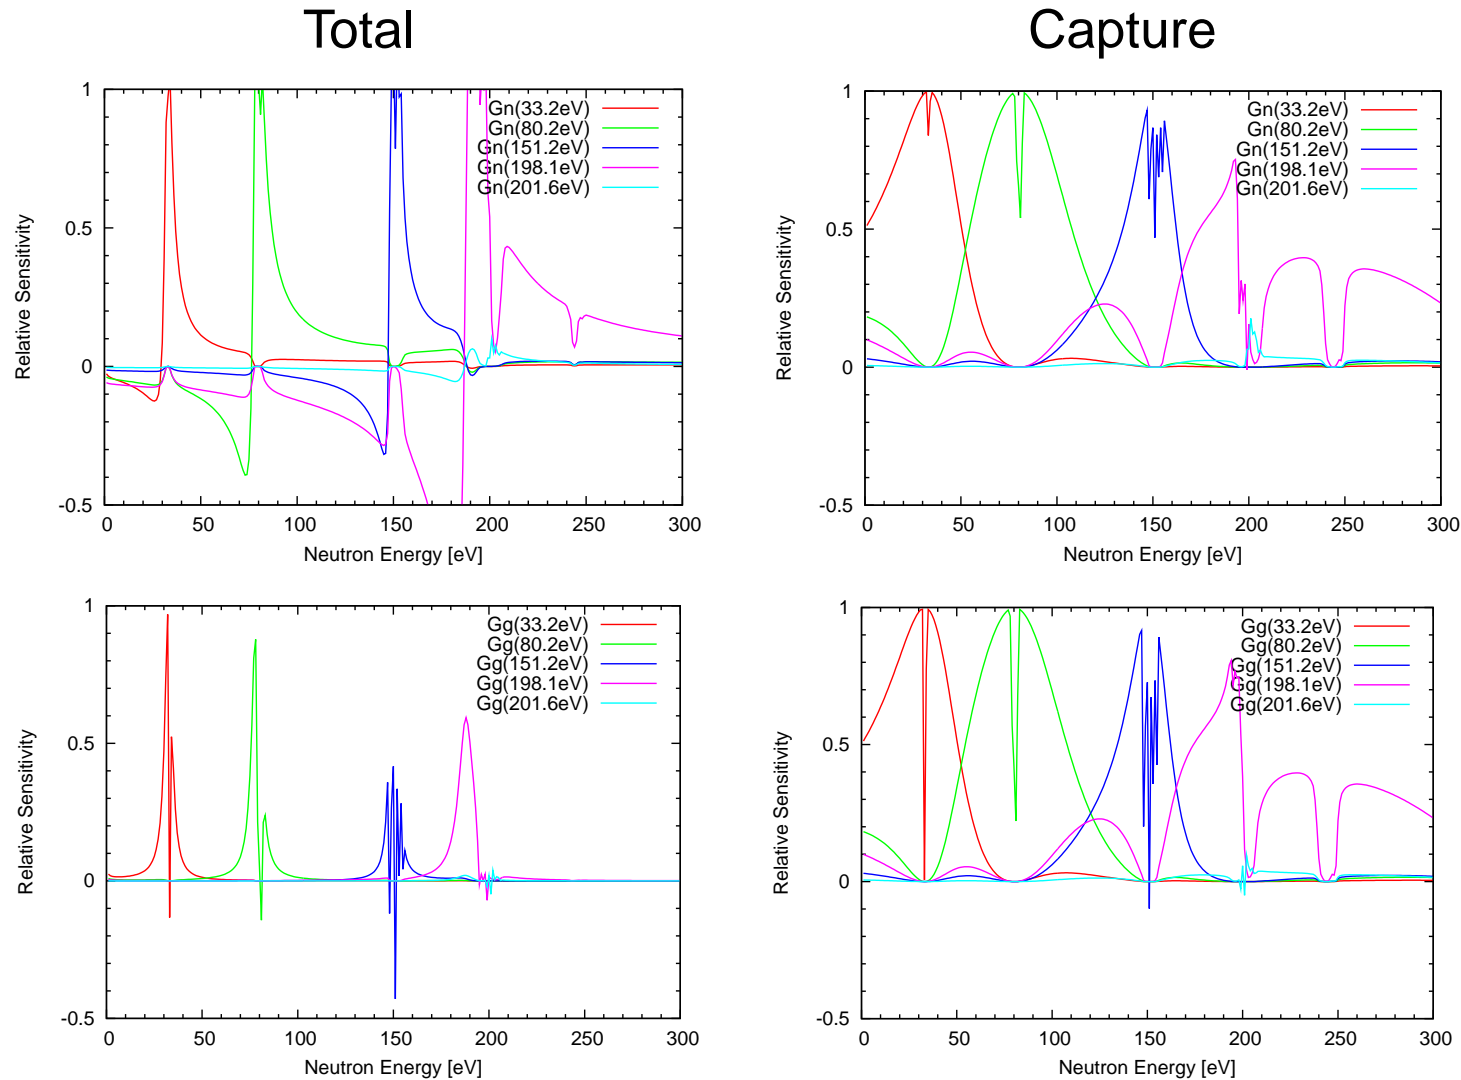 Total
Capture
1
0.5
0
-0.5
0 50 100 150 200 250 300
Relative Sensitivity
Neutron Energy [eV]
Gn(33.2eV)
Gn(80.2eV)
Gn(151.2eV)
Gn(198.1eV)
Gn(201.6eV)
1
0.5
0
-0.5
0 50 100 150 200 250 300
Relative Sensitivity
Neutron Energy [eV]
Gn(33.2eV)
Gn(80.2eV)
Gn(151.2eV)
Gn(198.1eV)
Gn(201.6eV)
1
0.5
0
-0.5
0 50 100 150 200 250 300
Relative Sensitivity
Neutron Energy [eV]
Gg(33.2eV)
Gg(80.2eV)
Gg(151.2eV)
Gg(198.1eV)
Gg(201.6eV)
1
0.5
0
-0.5
0 50 100 150 200 250 300
Relative Sensitivity
Neutron Energy [eV]
Gg(33.2eV)
Gg(80.2eV)
Gg(151.2eV)
Gg(198.1eV)
Gg(201.6eV)